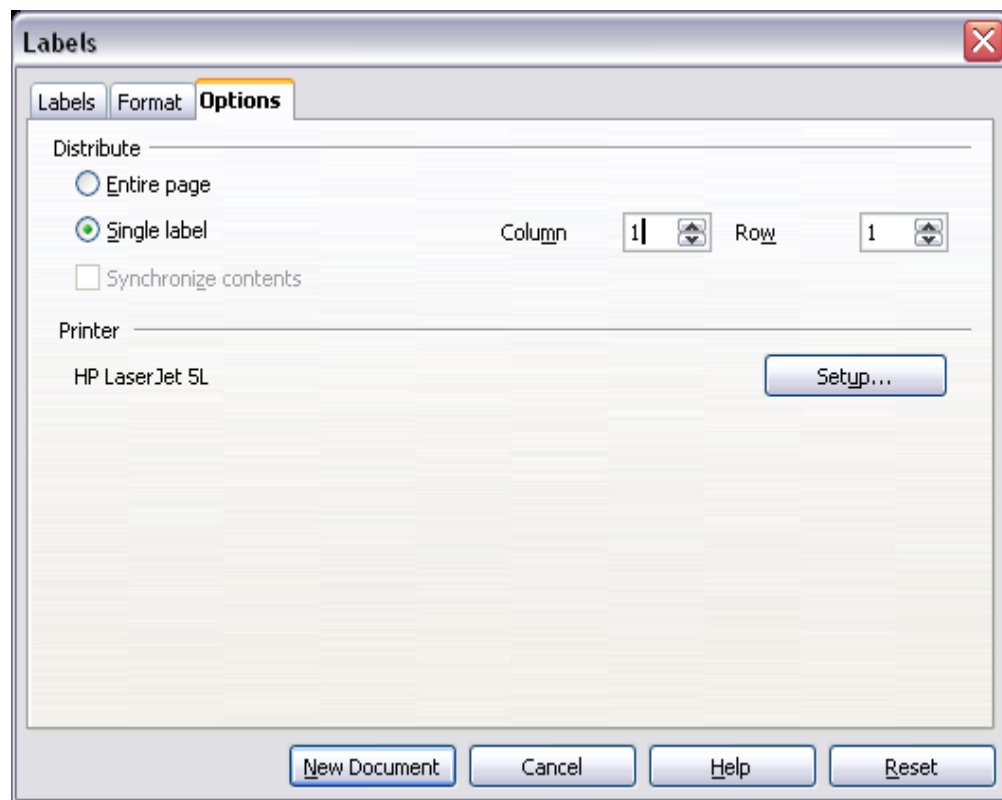 Labels
Labels Format Options
Distribute
Entire page
Single label Column 1 Row 1
Synchronize contents
Printer
HP LaserJet 5L Setup...
New Document Cancel Help Reset